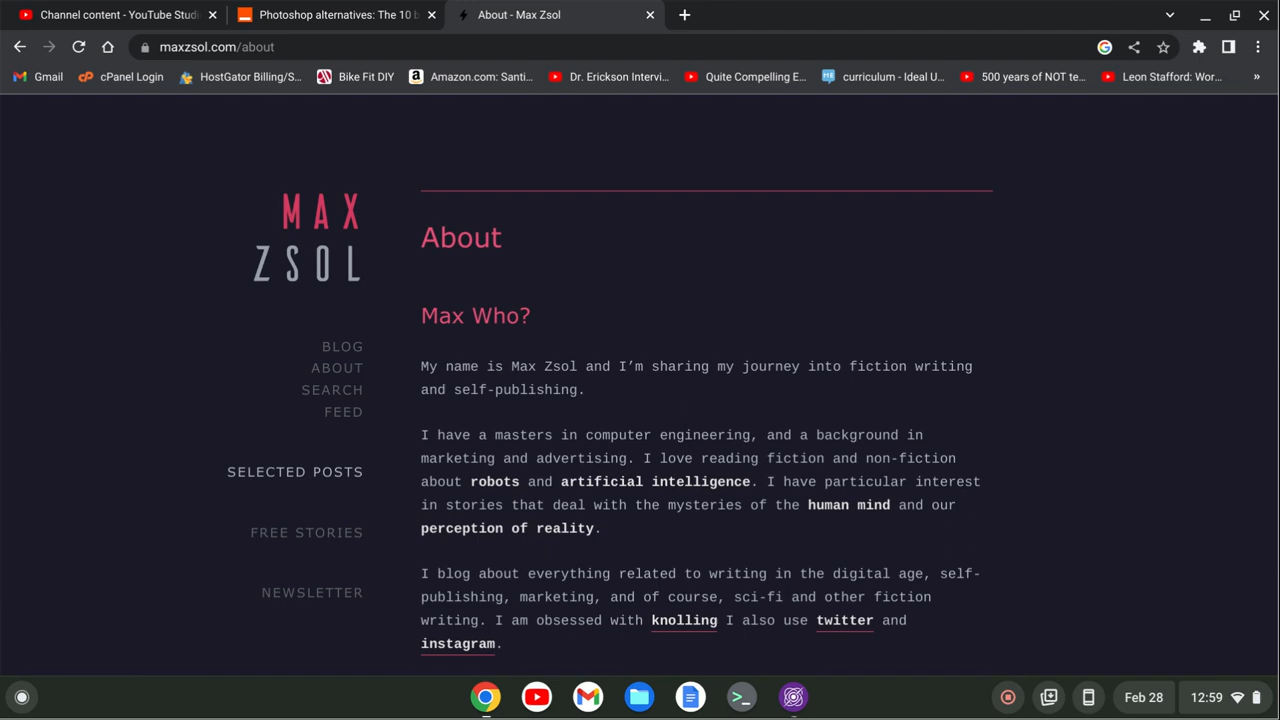 Channel content - YouTube Studi
Photoshop alternatives: The 10 b
About - Max Zsol
maxzsol.com/about
Gmail
cPanel Login
HostGator Billing/S...
Bike Fit DIY
Amazon.com: Santi...
Dr. Erickson Intervi...
Quite Compelling E...
curriculum - Ideal U...
500 years of NOT te...
Leon Stafford: Wor...
»
MAX
ZSOL
BLOG
ABOUT
SEARCH
FEED
SELECTED POSTS
FREE STORIES
NEWSLETTER
About
Max Who?
My name is Max Zsol and I’m sharing my journey into fiction writing
and self-publishing.
I have a masters in computer engineering, and a background in
marketing and advertising. I love reading fiction and non-fiction
about robots and artificial intelligence. I have particular interest
in stories that deal with the mysteries of the human mind and our
perception of reality.
I blog about everything related to writing in the digital age, self-
publishing, marketing, and of course, sci-fi and other fiction
writing. I am obsessed with knolling I also use twitter and
instagram.
Feb 28
12:59